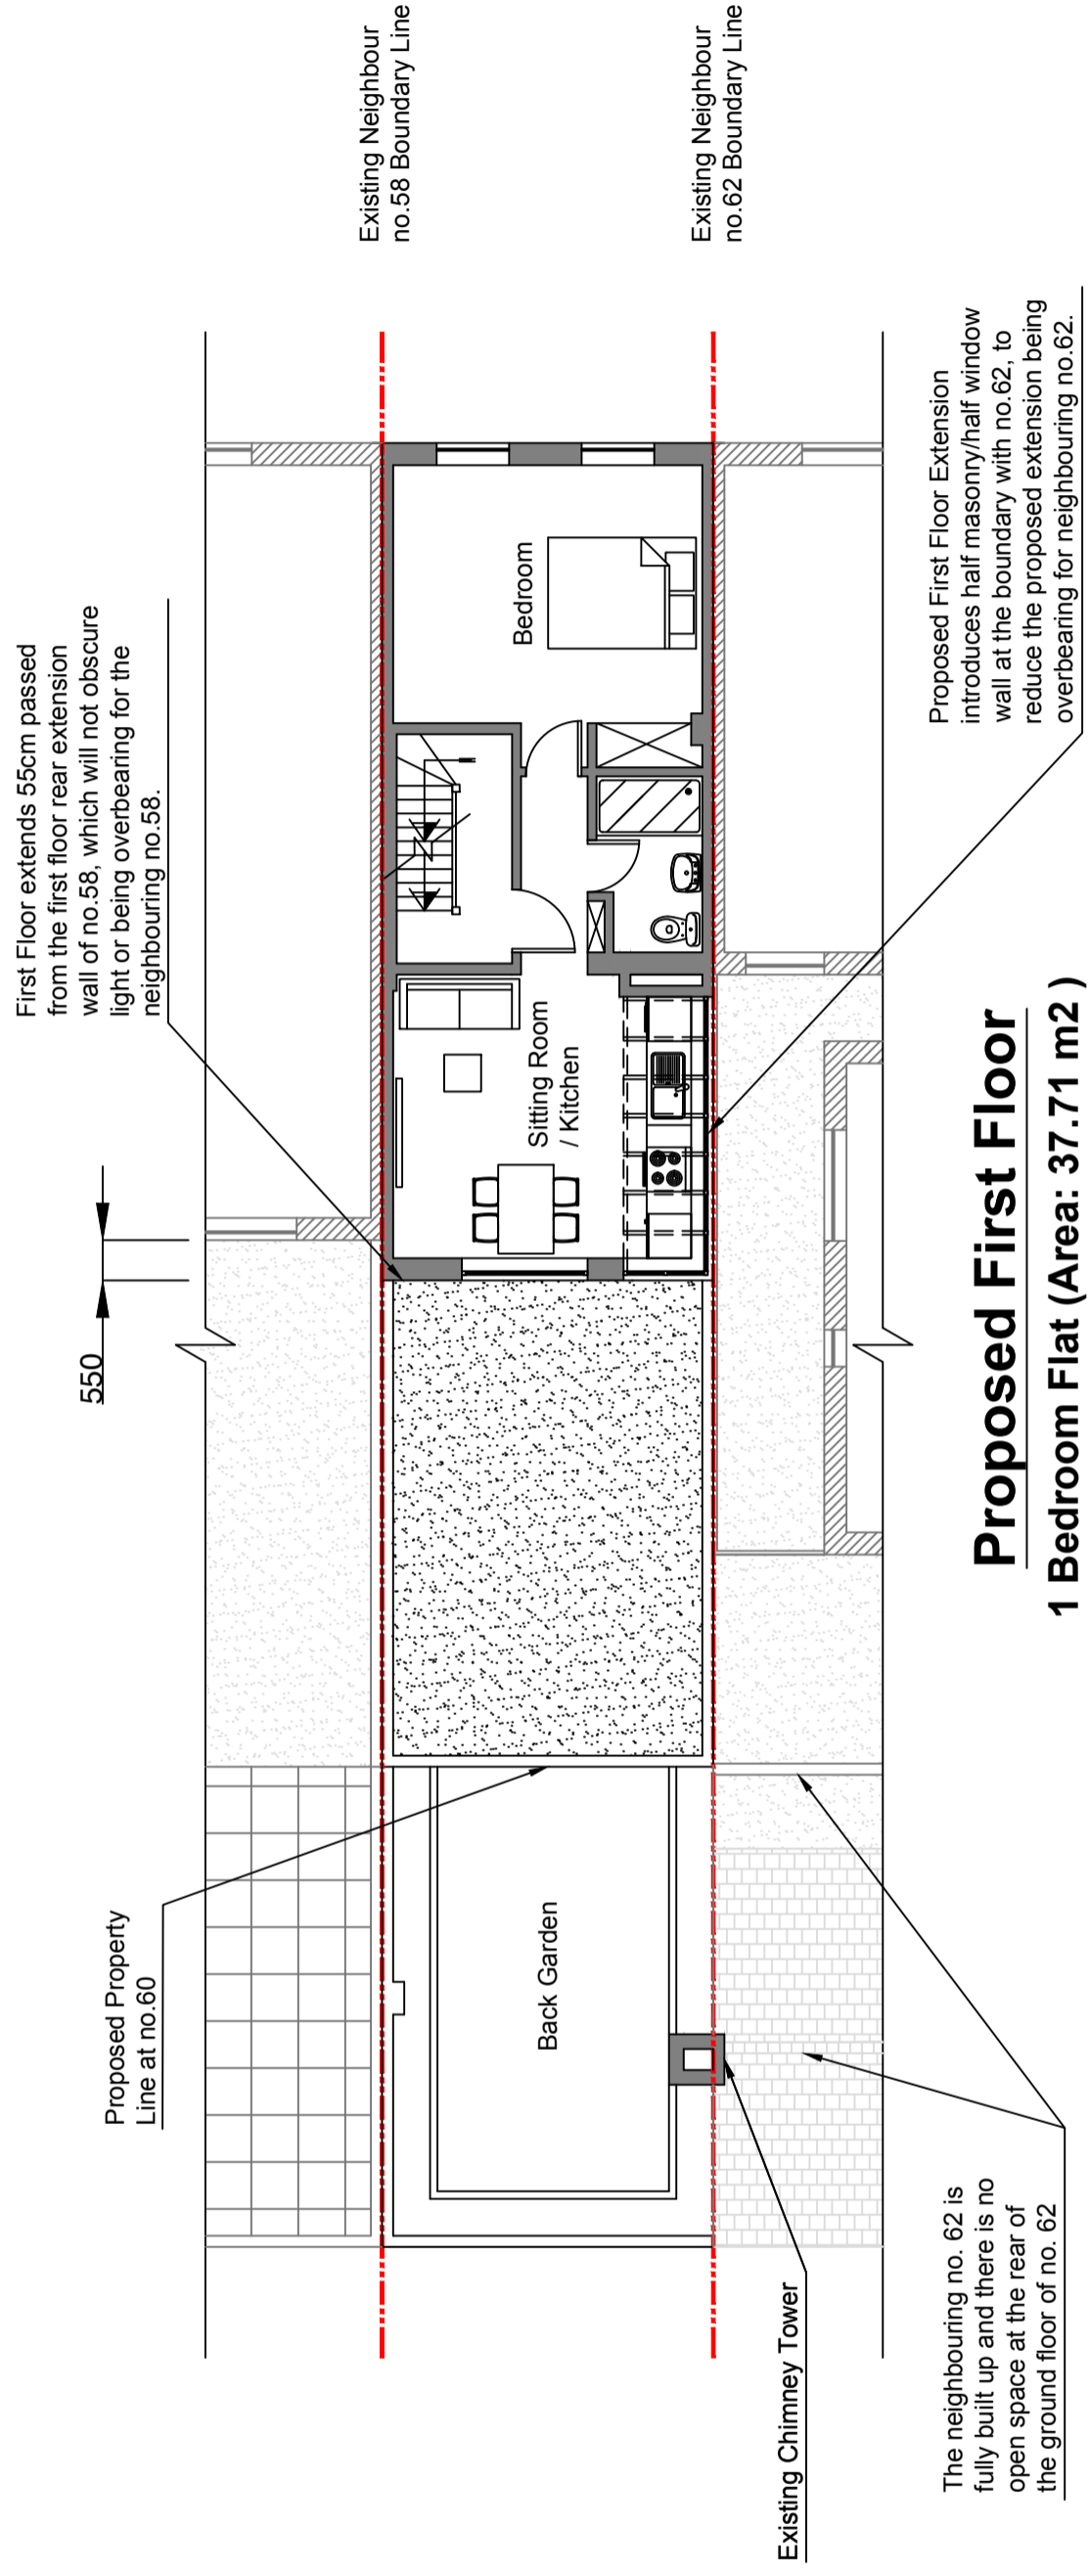 First Floor extends 55cm passed
from the first floor rear extension
wall of no.58, which will not obscure
light or being overbearing for the
neighbouring no.58.
550
Existing Neighbour
no.58 Boundary Line
Existing Neighbour
no.62 Boundary Line
Proposed Property
Line at no.60
Bedroom
Sitting Room
/ Kitchen
Back Garden
Existing Chimney Tower
Proposed First Floor Extension
introduces half masonry/half window
wall at the boundary with no.62, to
reduce the proposed extension being
overbearing for neighbouring no.62.
The neighbouring no. 62 is
fully built up and there is no
open space at the rear of
the ground floor of no. 62
Proposed First Floor
1 Bedroom Flat (Area: 37.71 m2 )